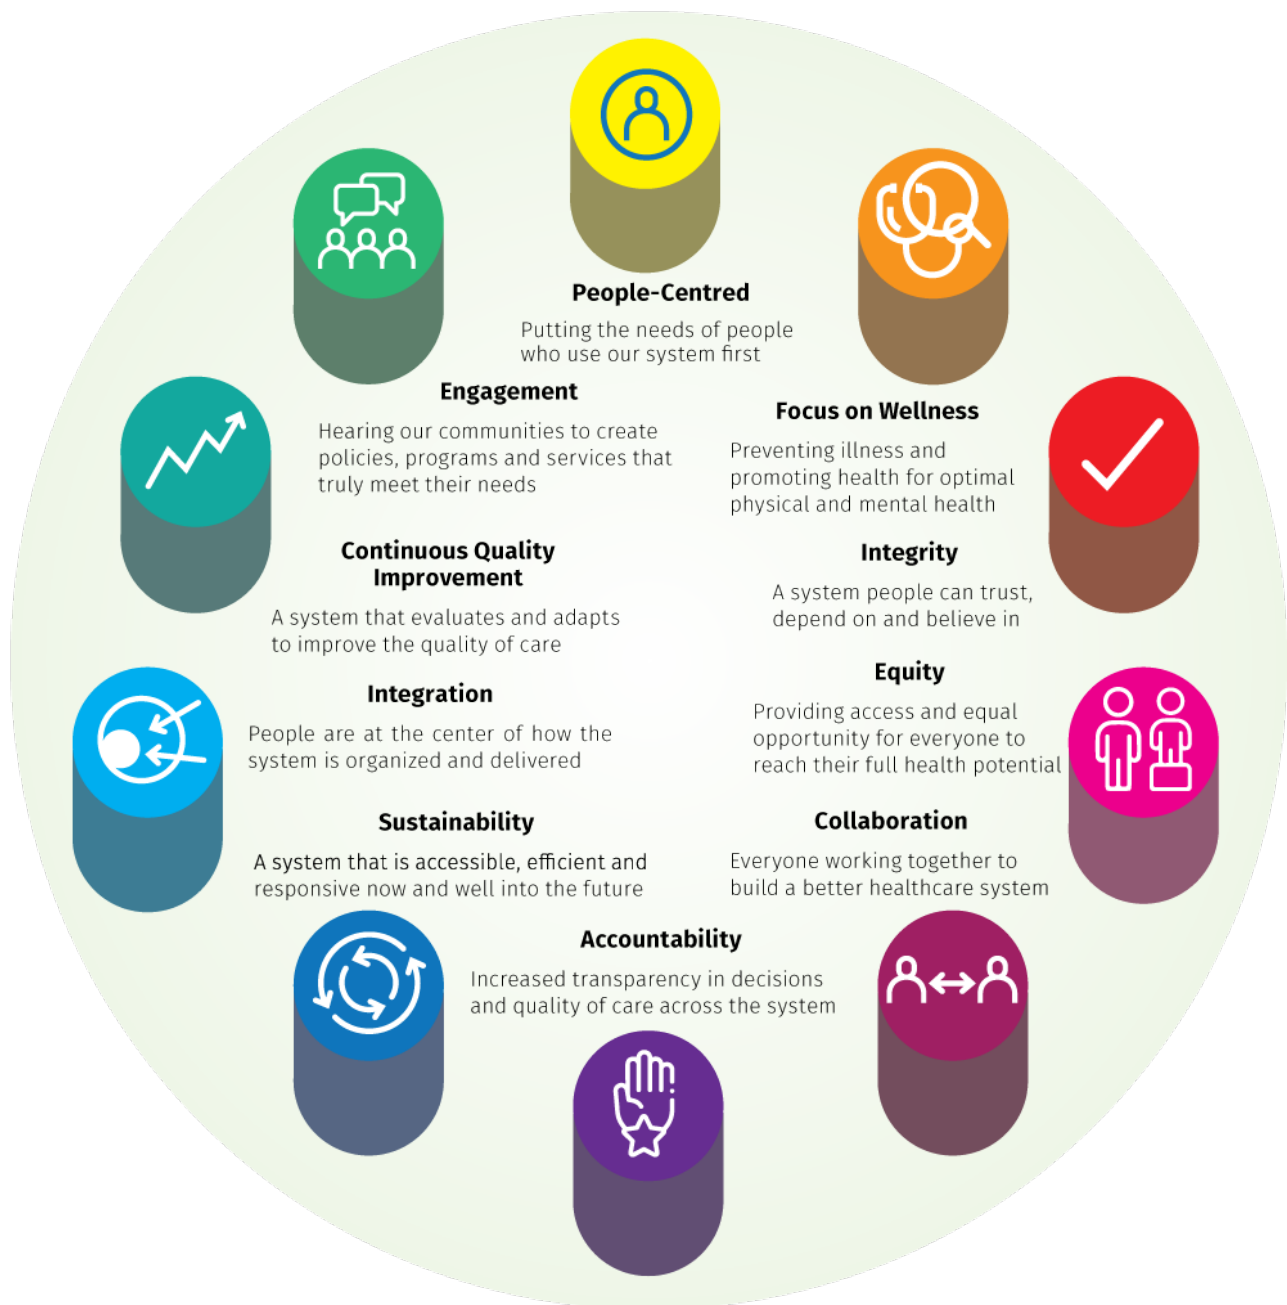 People-Centred
Putting the needs of people
who use our system first
Engagement
Hearing our communities to create
policies, programs and services that
truly meet their needs
Focus on Wellness
Preventing illness and
promoting health for optimal
physical and mental health
Continuous Quality
Improvement
A system that evaluates and adapts
to improve the quality of care
Integrity
A system people can trust,
depend on and believe in
Integration
People are at the center of how the
system is organized and delivered
Equity
Providing access and equal
opportunity for everyone to
reach their full health potential
Sustainability
A system that is accessible, efficient and
responsive now and well into the future
Collaboration
Everyone working together to
build a better healthcare system
Accountability
Increased transparency in decisions
and quality of care across the system